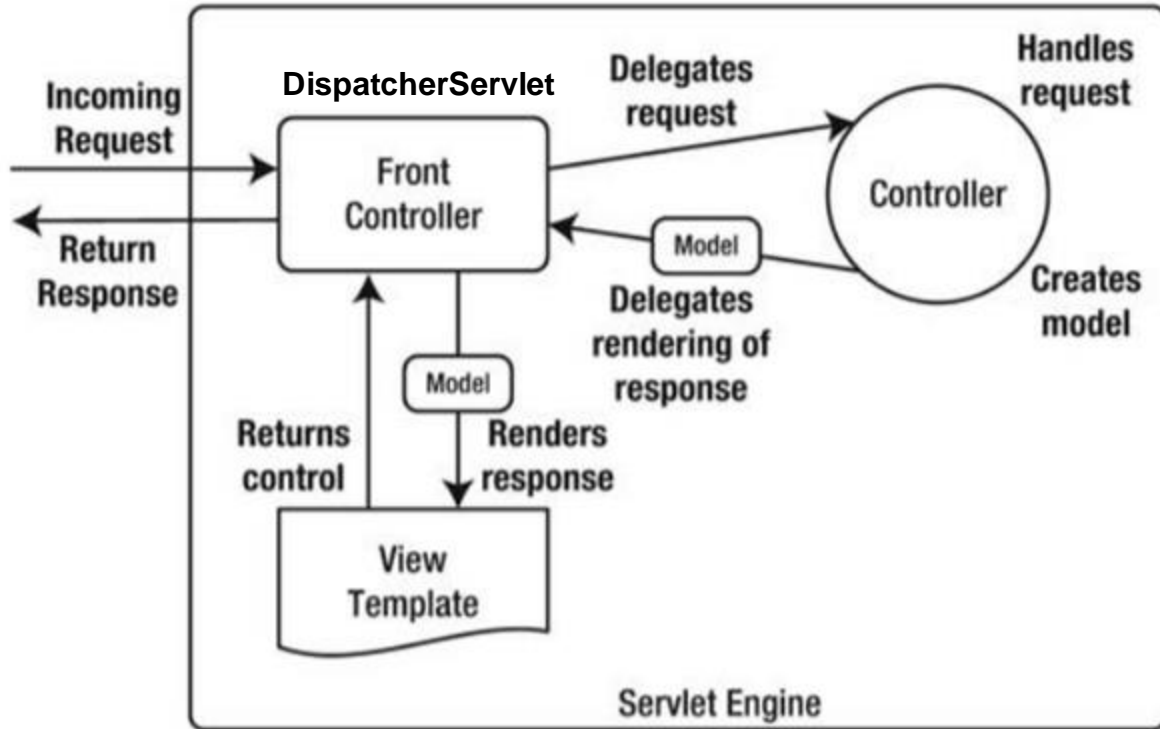 DispatcherServlet
Incoming
Request
Return
Response
Front
Controller
Delegates
request
Handles
request
Controller
Creates
model
Model
Delegates
rendering of
response
Model
Returns
control
Renders
response
View
Template
Servlet Engine